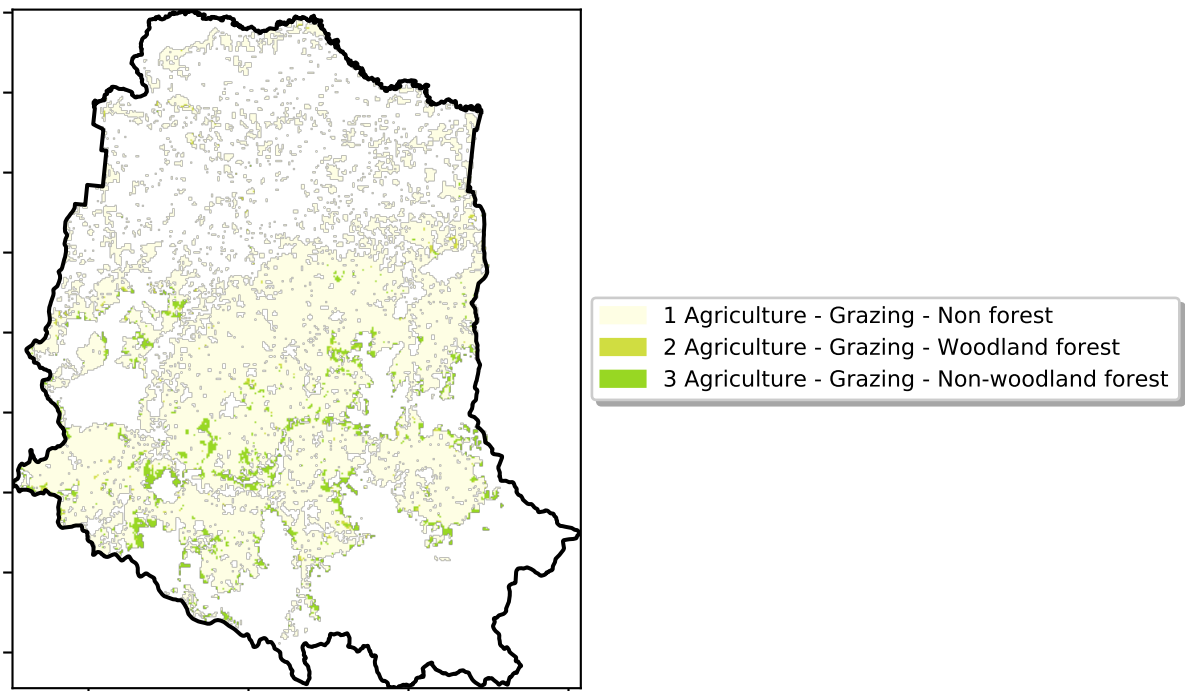 1 Agriculture - Grazing - Non forest
2 Agriculture - Grazing - Woodland forest
3 Agriculture - Grazing - Non-woodland forest